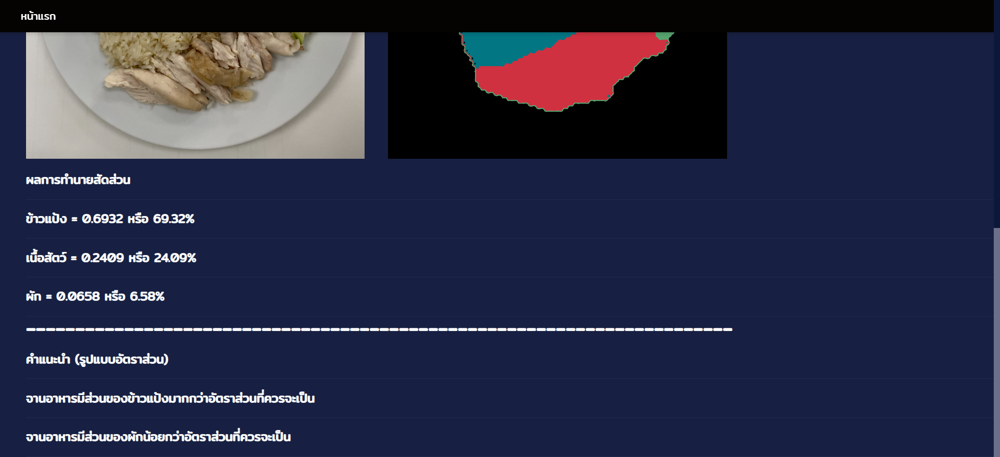 หน้าแรก
ผลการทำนายสัดส่วน
ข้าวแป้ง = 0.6932 หรือ 69.32%
เนื้อสัตว์ = 0.2409 หรือ 24.09%
ผัก = 0.0658 หรือ 6.58%
————————————————————————————————————————————————————————————————————————
คำแนะนำ (รูปแบบอัตราส่วน)
จานอาหารมีส่วนของข้าวแป้งมากกว่าอัตราส่วนที่ควรจะเป็น
จานอาหารมีส่วนของผักน้อยกว่าอัตราส่วนที่ควรจะเป็น